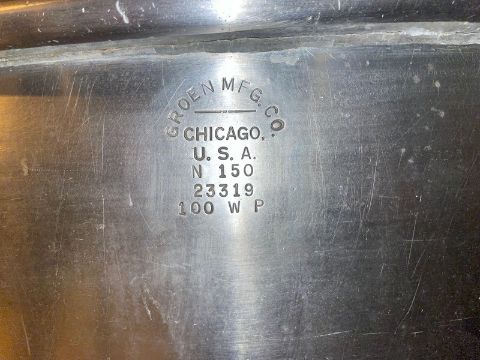 GROEN MFG. CO.
CHICAGO,
U. S. A.
N 150
23319
100 W P